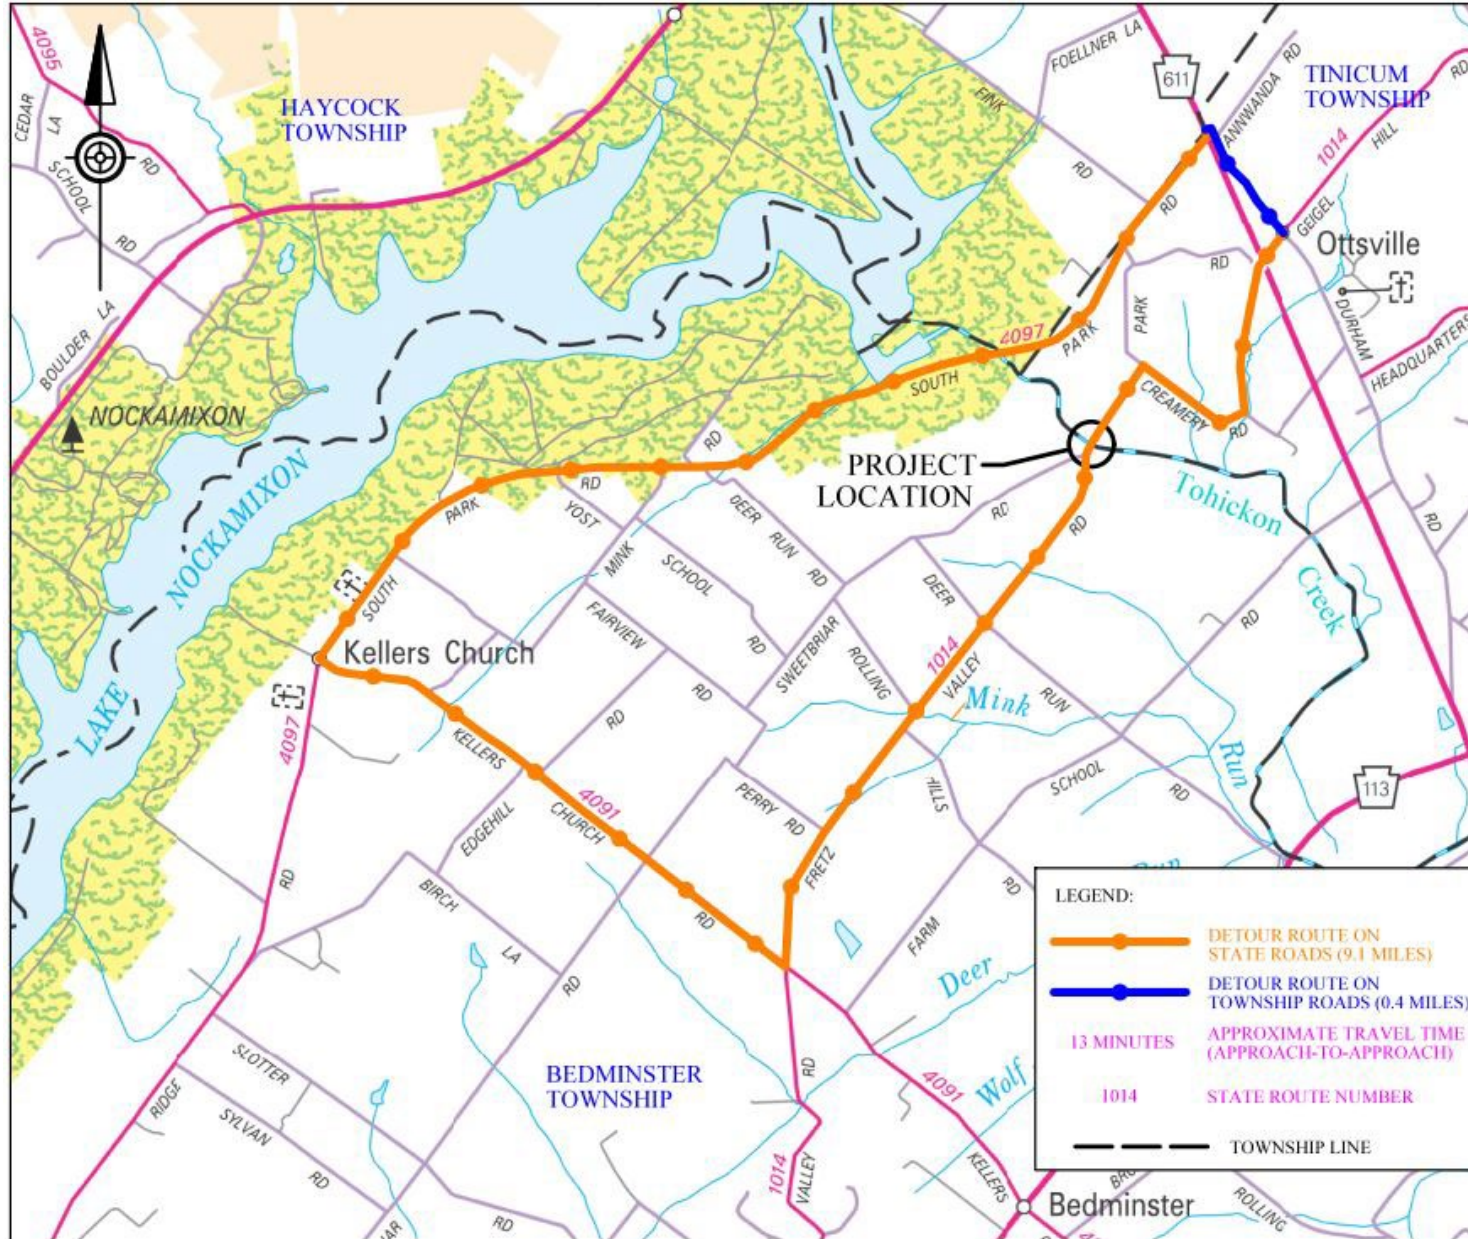 4095
CEDAR
LA
SCHOOL
RD
RD
HAYCOCK
TOWNSHIP
FOELLNER LA
611
ANNWANDA RD
TINICUM
TOWNSHIP
1014
HILL
RD
RD
RD
GEIGEL
Ottsville
RD
PARK
DURHAM
HEADQUARTERS
BOULDER LA
NOCKAMIXON
4097
PARK
SOUTH
CREAMERY
RD
RD
PROJECT
LOCATION
Tohickon
Creek
RD
LAKE NOCKAMIXON
PARK
RD
YOST
MINK
DEER
RUN
RD
SCHOOL
RD
RD
RD
DEER
RUN
RD
SOUTH
Kellers Church
FAIRVIEW
RD
SWEETBRIAR
ROLLING
HILLS
RD
1014
VALLEY
Mink
Run
4097
RD
KELLERS
4091
CHURCH
RD
EDGEHILL
RD
PERRY
RD
FRETZ
SCHOOL
RD
113
BIRCH
LA
RD
FARM
Deer
Run
Wolf
SLOTTER
RD
RIDGE
SYLVAN
RD
BEDMINSTER
TOWNSHIP
RD
4091
1014
VALLEY
KELLERS
Bedminster
ROLLING
LEGEND:
DETOUR ROUTE ON
STATE ROADS (9.1 MILES)
DETOUR ROUTE ON
TOWNSHIP ROADS (0.4 MILES)
13 MINUTES APPROXIMATE TRAVEL TIME
(APPROACH-TO-APPROACH)
1014 STATE ROUTE NUMBER
TOWNSHIP LINE